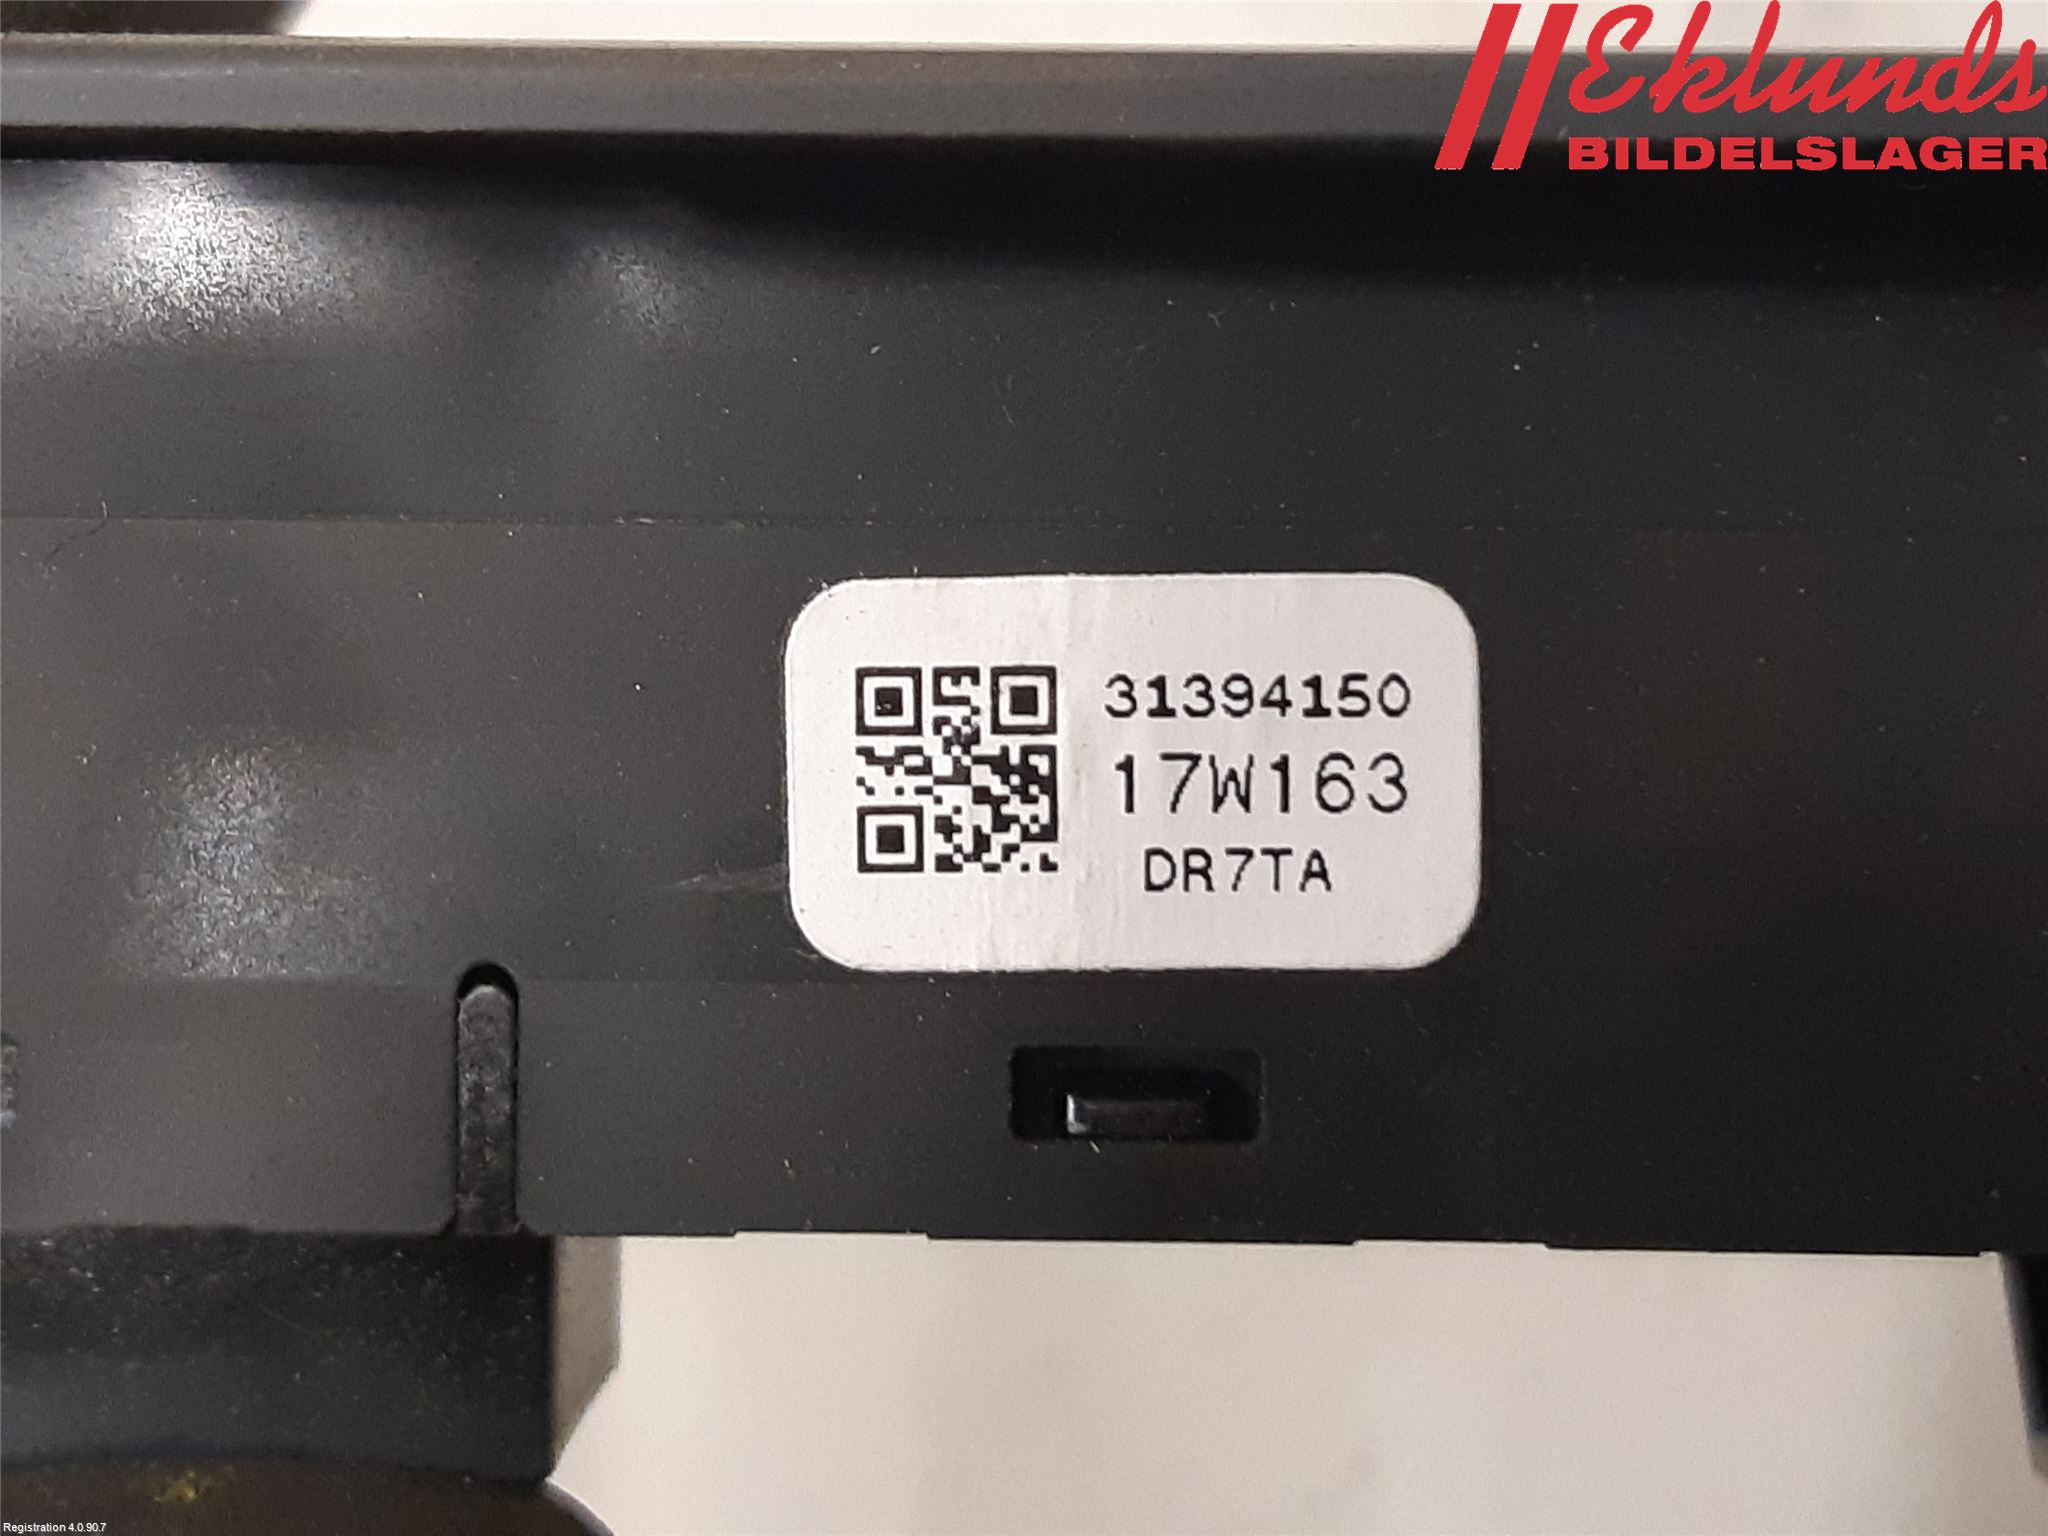 Eklunds
BILDELSLAGER
31394150
17W163
DR7TA
Registration 4.0.90.7